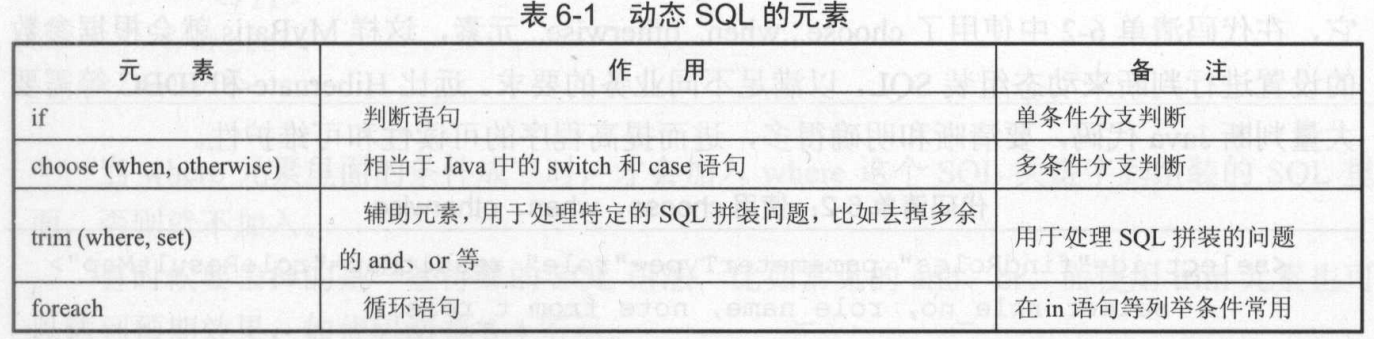 表 6-1 动态 SQL 的元素
元 素 作 用 备 注
if 判断语句 单条件分支判断
choose (when, otherwise) 相当于 Java 中的 switch 和 case 语句 多条件分支判断
trim (where, set) 辅助元素，用于处理特定的 SQL 拼装问题，比如去掉多余
的 and、or 等 用于处理 SQL 拼装的问题
foreach 循环语句 在 in 语句等列举条件常用